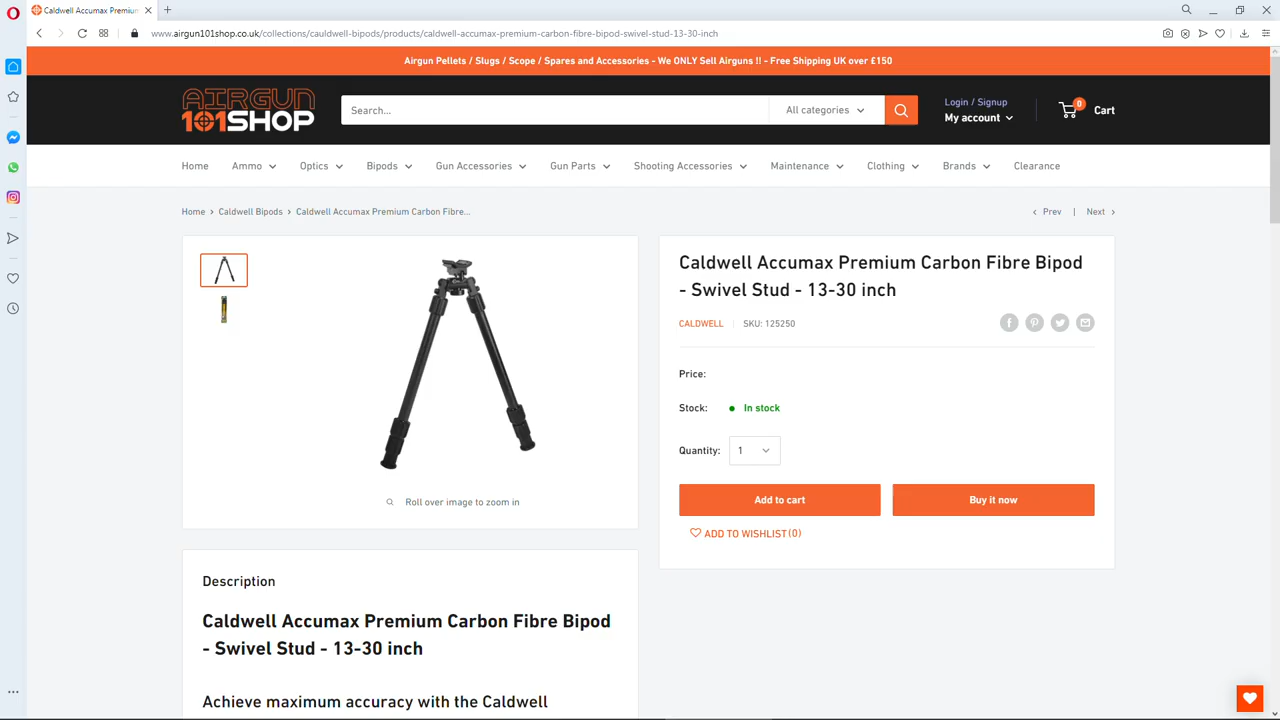 Caldwell Accumax Premium
www.airgun101shop.co.uk/collections/cauldwell-bipods/products/caldwell-accumax-premium-carbon-fibre-bipod-swivel-stud-13-30-inch
Airgun Pellets / Slugs / Scope / Spares and Accessories - We ONLY Sell Airguns !! - Free Shipping UK over £150
AIRGUN
101SHOP
Search...
All categories
Login / Signup
My account
0
Cart
Home
Ammo
Optics
Bipods
Gun Accessories
Gun Parts
Shooting Accessories
Maintenance
Clothing
Brands
Clearance
Home > Caldwell Bipods > Caldwell Accumax Premium Carbon Fibre...
Prev | Next
Caldwell Accumax Premium Carbon Fibre Bipod
- Swivel Stud - 13-30 inch
CALDWELL
SKU: 125250
Price:
Stock:
In stock
Quantity:
1
Add to cart
Buy it now
ADD TO WISHLIST (0)
Roll over image to zoom in
Description
Caldwell Accumax Premium Carbon Fibre Bipod
- Swivel Stud - 13-30 inch
Achieve maximum accuracy with the Caldwell